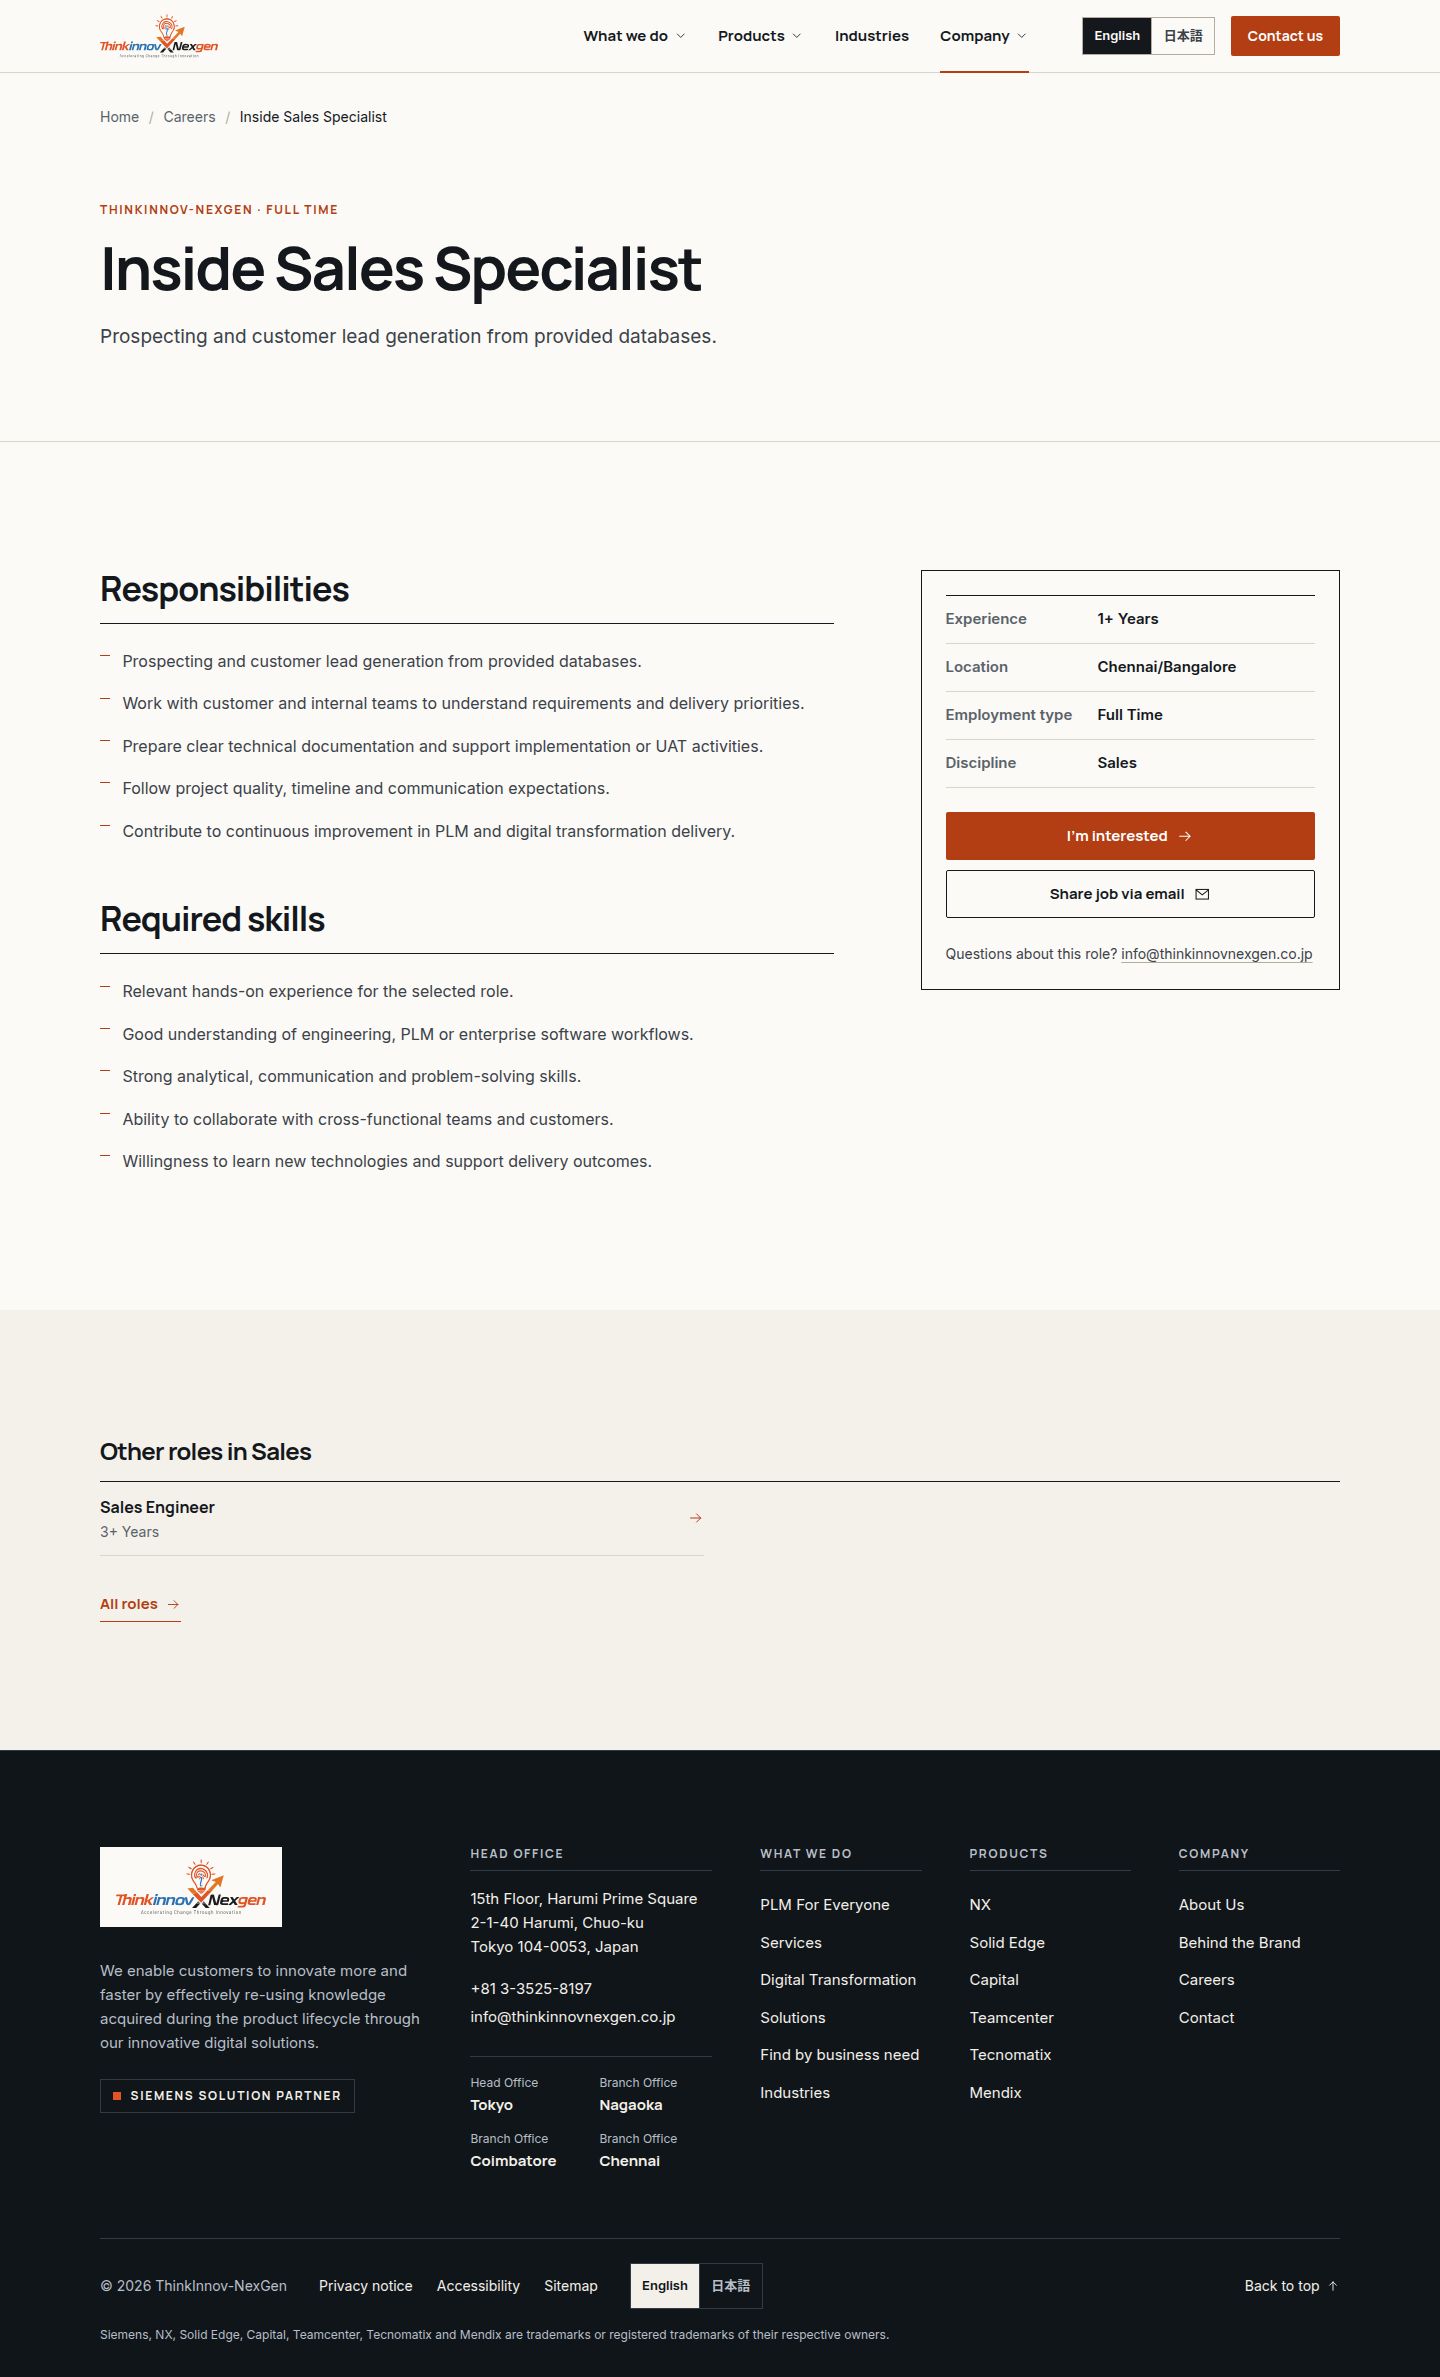 Thinkinnov Nexgen
Accelerating Change Through Innovation
What we do
Products
Industries
Company
English
日本語
Contact us
Home / Careers / Inside Sales Specialist
THINKINNOV-NEXGEN · FULL TIME
Inside Sales Specialist
Prospecting and customer lead generation from provided databases.
Responsibilities
Prospecting and customer lead generation from provided databases.
Work with customer and internal teams to understand requirements and delivery priorities.
Prepare clear technical documentation and support implementation or UAT activities.
Follow project quality, timeline and communication expectations.
Contribute to continuous improvement in PLM and digital transformation delivery.
Required skills
Relevant hands-on experience for the selected role.
Good understanding of engineering, PLM or enterprise software workflows.
Strong analytical, communication and problem-solving skills.
Ability to collaborate with cross-functional teams and customers.
Willingness to learn new technologies and support delivery outcomes.
Experience 1+ Years
Location Chennai/Bangalore
Employment type Full Time
Discipline Sales
I'm interested →
Share job via email
Questions about this role? info@thinkinnovnexgen.co.jp
Other roles in Sales
Sales Engineer →
3+ Years
All roles →
Thinkinnov Nexgen
Accelerating Change Through Innovation
We enable customers to innovate more and
faster by effectively re-using knowledge
acquired during the product lifecycle through
our innovative digital solutions.
SIEMENS SOLUTION PARTNER
HEAD OFFICE
15th Floor, Harumi Prime Square
2-1-40 Harumi, Chuo-ku
Tokyo 104-0053, Japan
+81 3-3525-8197
info@thinkinnovnexgen.co.jp
Head Office
Tokyo
Branch Office
Nagaoka
Branch Office
Coimbatore
Branch Office
Chennai
WHAT WE DO
PLM For Everyone
Services
Digital Transformation
Solutions
Find by business need
Industries
PRODUCTS
NX
Solid Edge
Capital
Teamcenter
Tecnomatix
Mendix
COMPANY
About Us
Behind the Brand
Careers
Contact
© 2026 ThinkInnov-NexGen
Privacy notice
Accessibility
Sitemap
English
日本語
Back to top ↑
Siemens, NX, Solid Edge, Capital, Teamcenter, Tecnomatix and Mendix are trademarks or registered trademarks of their respective owners.